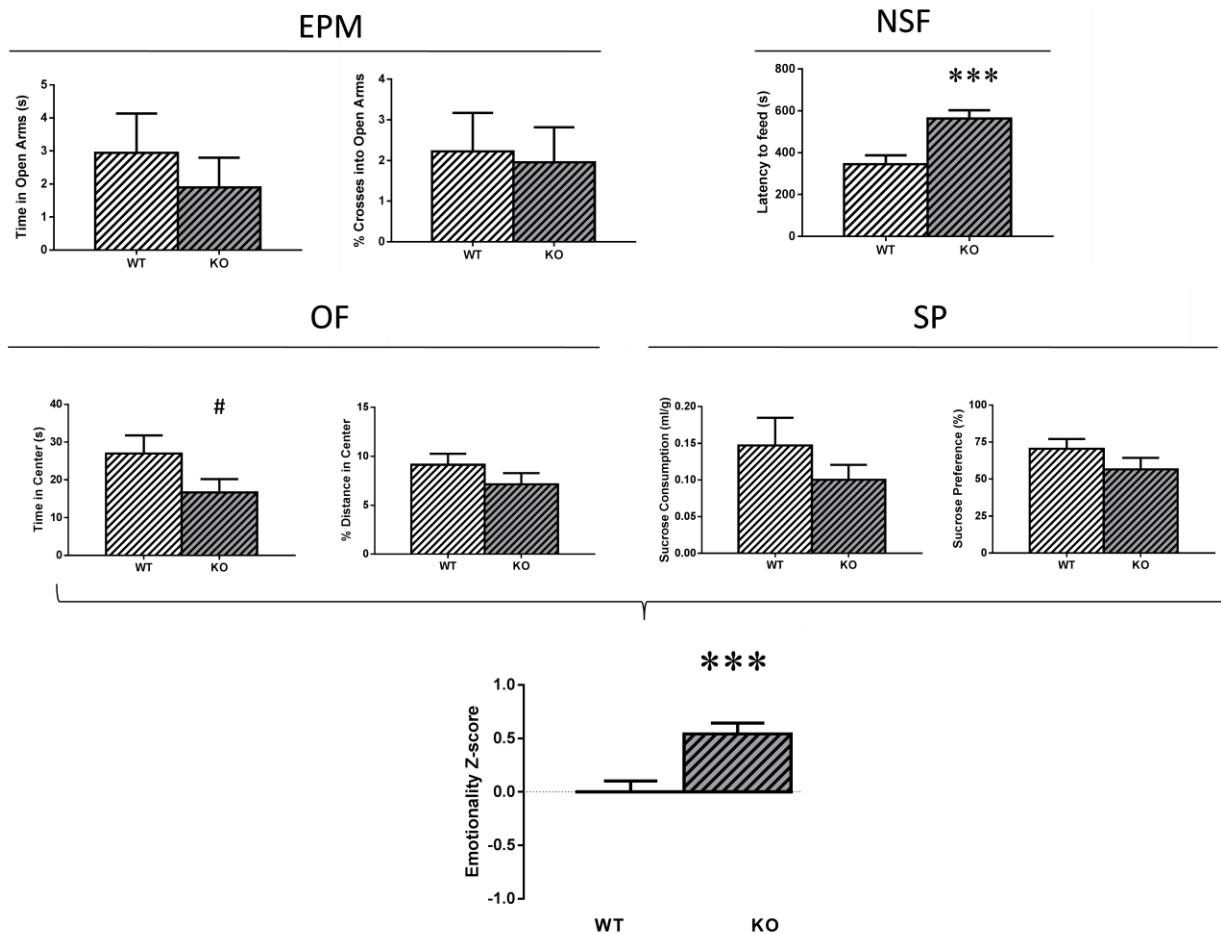 EPM
NSF
Time in Open Arms (s)
5
4
3
2
1
0
WT
KO
% Crosses into Open Arms
4
3
2
1
0
WT
KO
***
Latency to feed (s)
800
600
400
200
0
WT
KO
OF
SP
#
Time in Center (s)
40
30
20
10
0
WT
KO
% Distance in Center
15
10
5
0
WT
KO
Sucrose Consumption (ml/g)
0.20
0.15
0.10
0.05
0.00
WT
KO
Sucrose Preference (%)
100
75
50
25
0
WT
KO
***
Emotionality Z-score
1.0
0.5
0.0
-0.5
-1.0
WT
KO